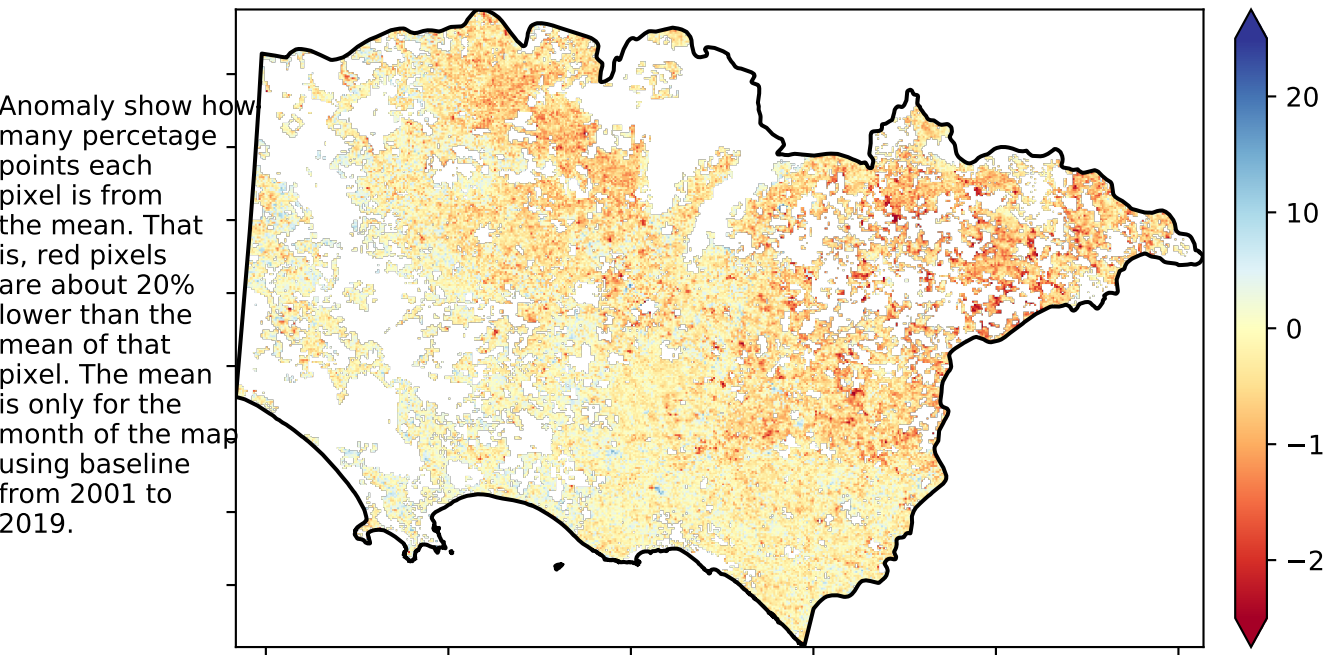 Anomaly show how
many percetage
points each
pixel is from
the mean. That
is, red pixels
are about 20%
lower than the
mean of that
pixel. The mean
is only for the
month of the map
using baseline
from 2001 to
2019.
20
10
0
−1
−2